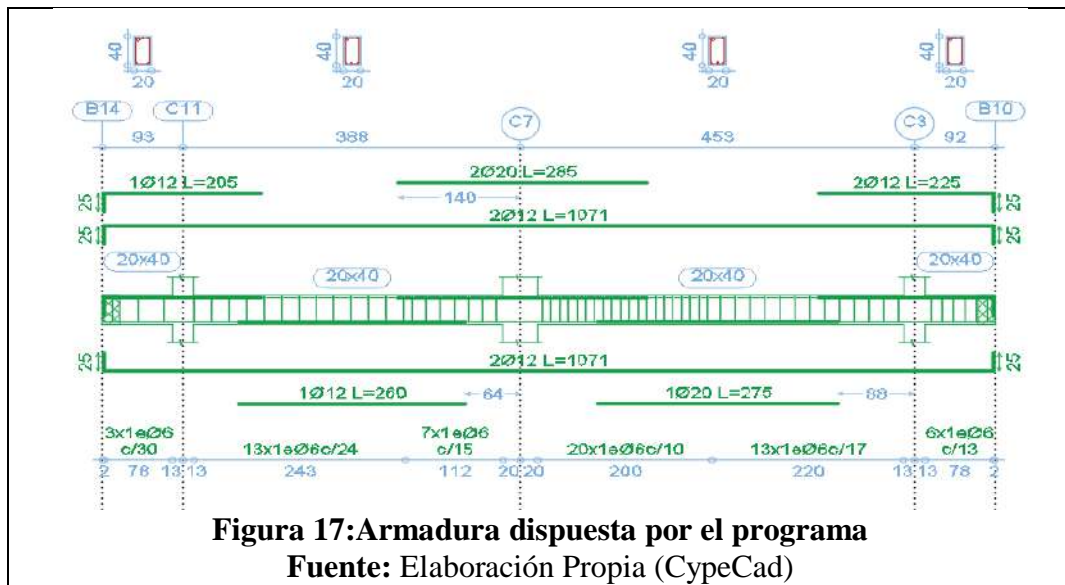 40 40 40 40
20 20 20 20
B14 C11 C7 C3 B10
93 388 453 92
2Ø20 L=285
1Ø12 L=205 2Ø12 L=225
25 140 25
2Ø12 L=1071
25 25
20x40 20x40 20x40 20x40
25 2Ø12 L=1071 25
1Ø12 L=260 64 1Ø20 L=275 88
3x1eØ6 7x1eØ6 6x1eØ6
c/30 13x1eØ6c/24 c/15 20x1eØ6c/10 13x1eØ6c/17 c/13
2 78 13 13 243 112 20 20 200 220 13 13 78 2
Figura 17:Armadura dispuesta por el programa
Fuente: Elaboración Propia (CypeCad)